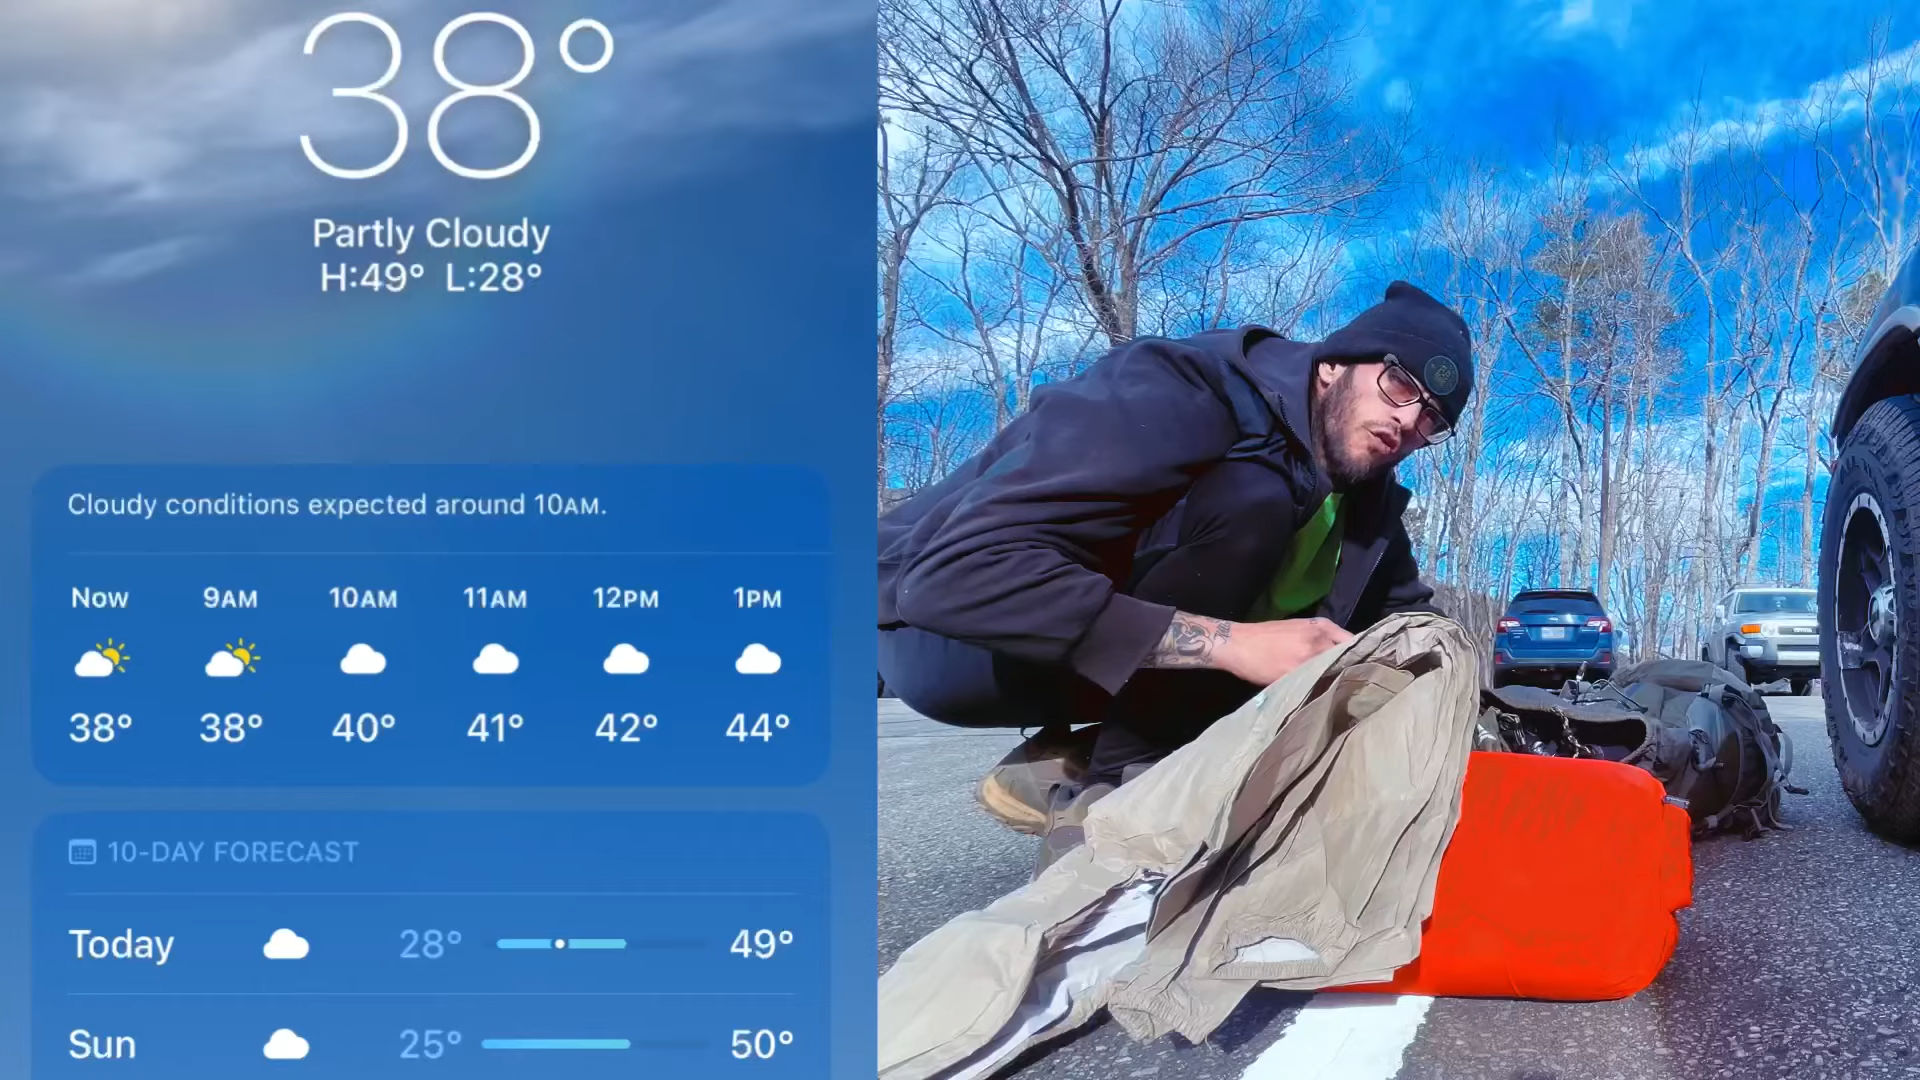 38°
Partly Cloudy
H:49° L:28°
Cloudy conditions expected around 10AM.
Now 9AM 10AM 11AM 12PM 1PM
38° 38° 40° 41° 42° 44°
10-DAY FORECAST
Today 28° 49°
Sun 25° 50°